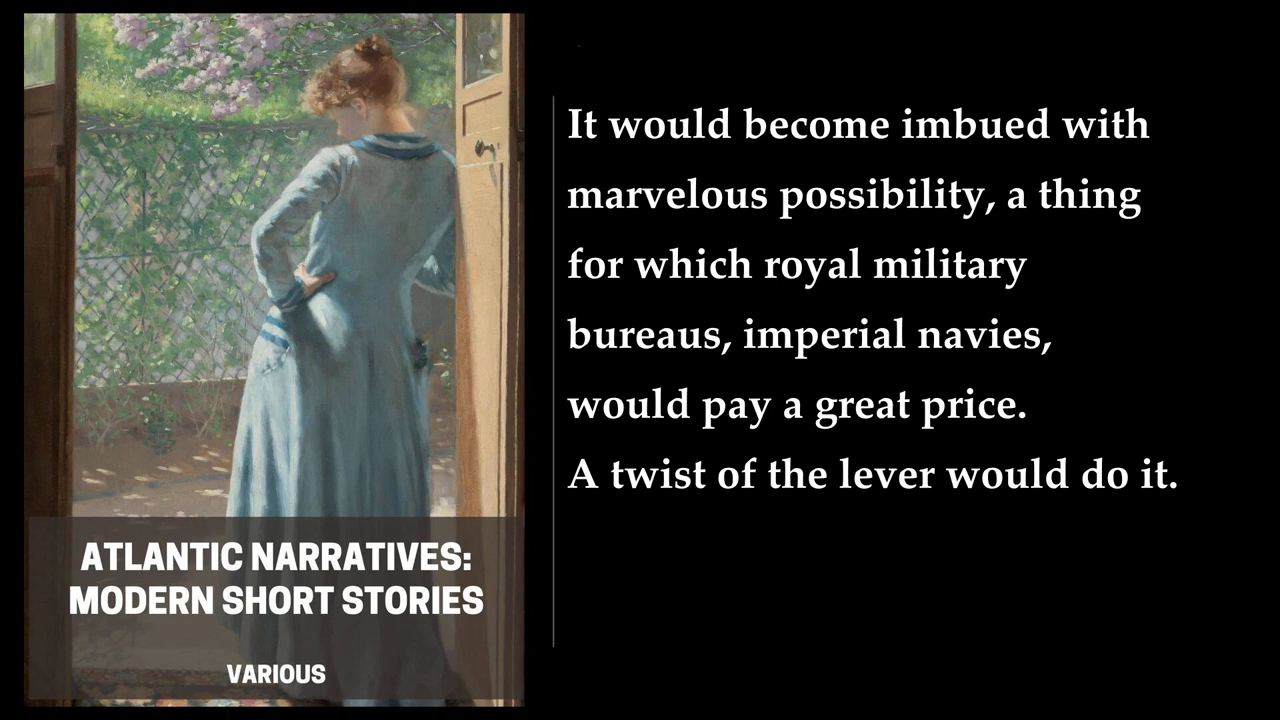 It would become imbued with
marvelous possibility, a thing
for which royal military
bureaus, imperial navies,
would pay a great price.
A twist of the lever would do it.
ATLANTIC NARRATIVES:
MODERN SHORT STORIES
VARIOUS